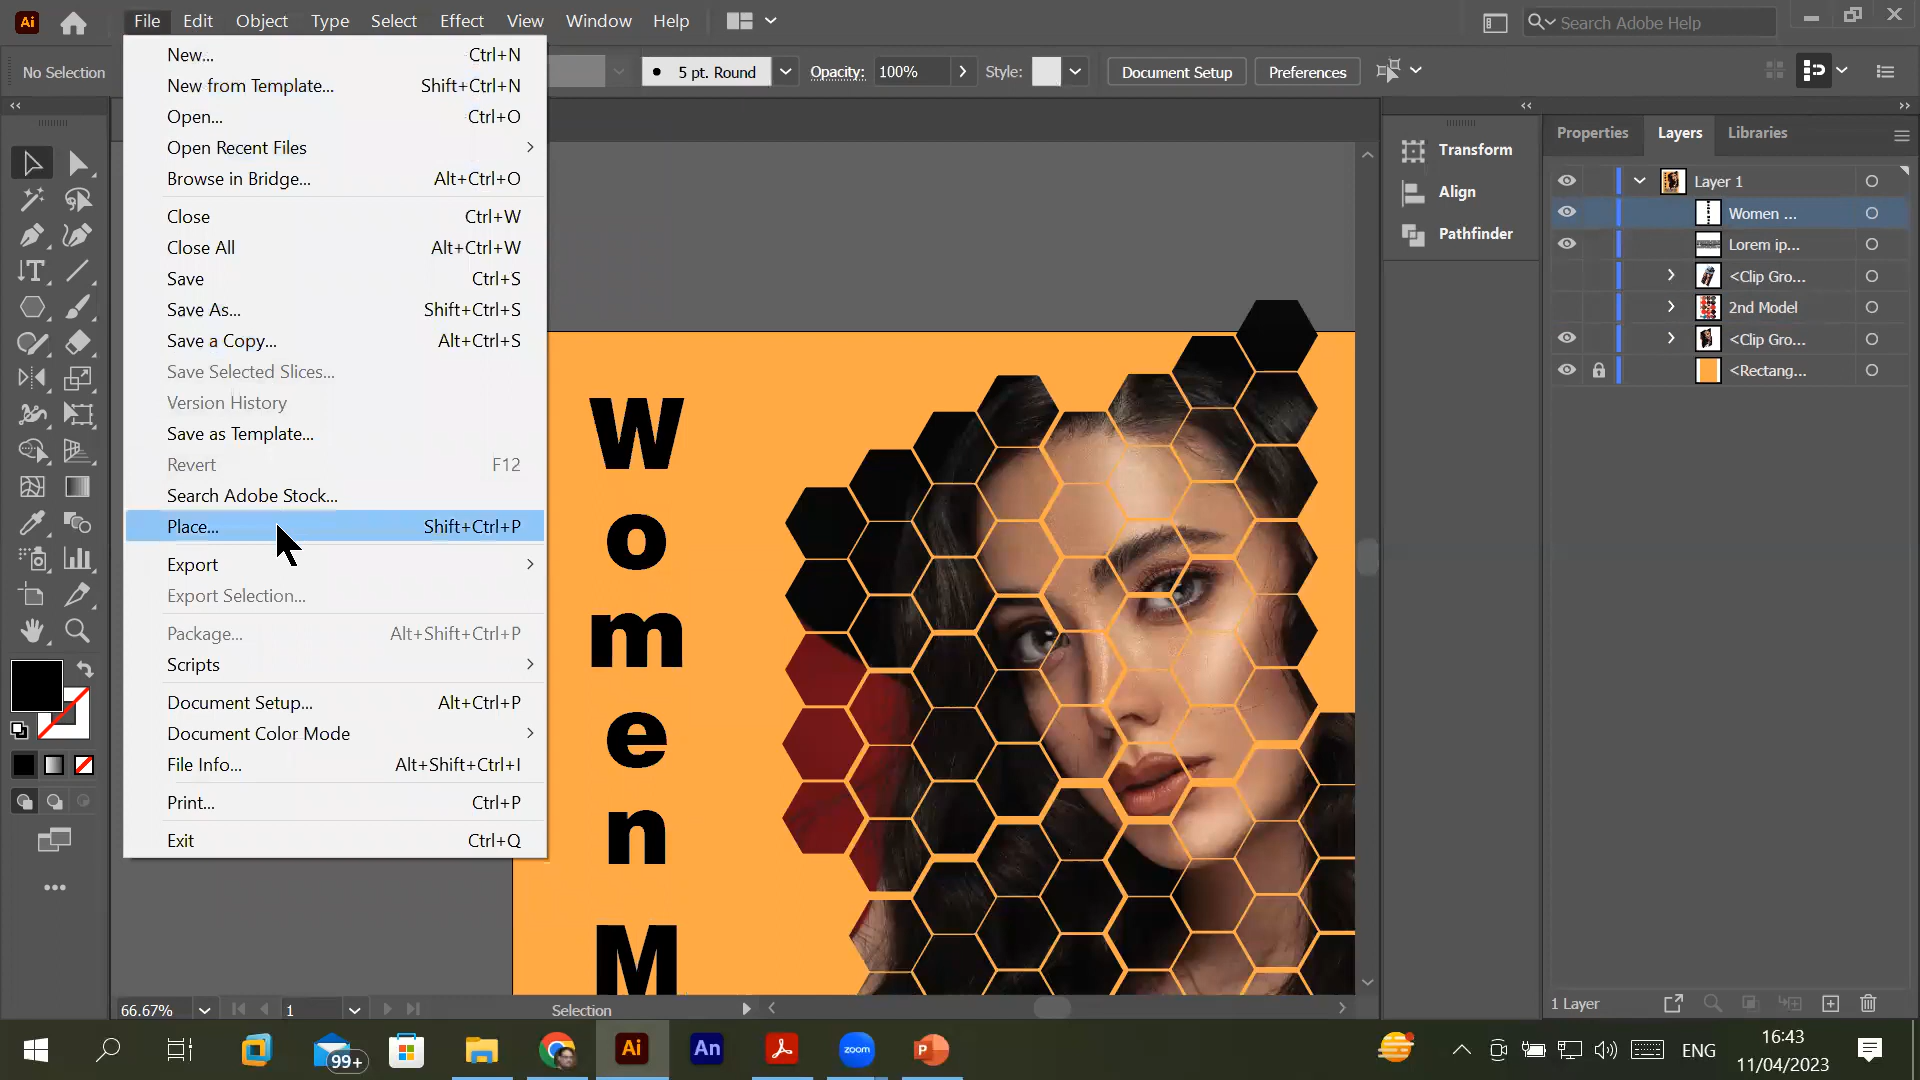 Ai File Edit Object Type Select Effect View Window Help Search Adobe Help
No Selection 5 pt. Round Opacity: 100% Style: Document Setup Preferences
New... Ctrl+N
New from Template... Shift+Ctrl+N
Open... Ctrl+O
Open Recent Files
Browse in Bridge... Alt+Ctrl+O
Close Ctrl+W
Close All Alt+Ctrl+W
Save Ctrl+S
Save As... Shift+Ctrl+S
Save a Copy... Alt+Ctrl+S
Save Selected Slices...
Version History
Save as Template...
Revert F12
Search Adobe Stock...
Place... Shift+Ctrl+P
Export
Export Selection...
Package... Alt+Shift+Ctrl+P
Scripts
Document Setup... Alt+Ctrl+P
Document Color Mode
File Info... Alt+Shift+Ctrl+I
Print... Ctrl+P
Exit Ctrl+Q
W
o
m
e
n
M
Transform
Align
Pathfinder
Properties Layers Libraries
Layer 1
Women ...
Lorem ip...
<Clip Gro...
2nd Model
<Clip Gro...
<Rectang...
1 Layer
66.67% 1 Selection
99+ Ai An zoom P ENG
16:43
11/04/2023